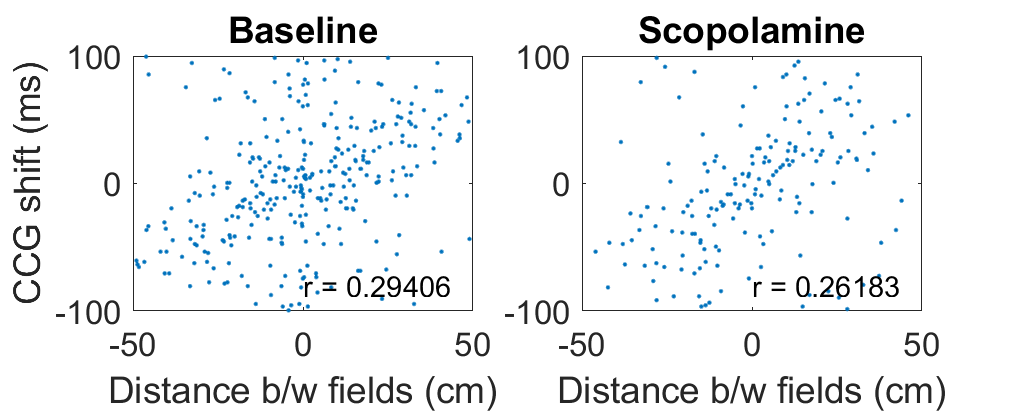 Baseline
CCG shift (ms)
100
0
-100
-50
0
50
r = 0.29406
Distance b/w fields (cm)
Scopolamine
100
0
-100
-50
0
50
r = 0.26183
Distance b/w fields (cm)